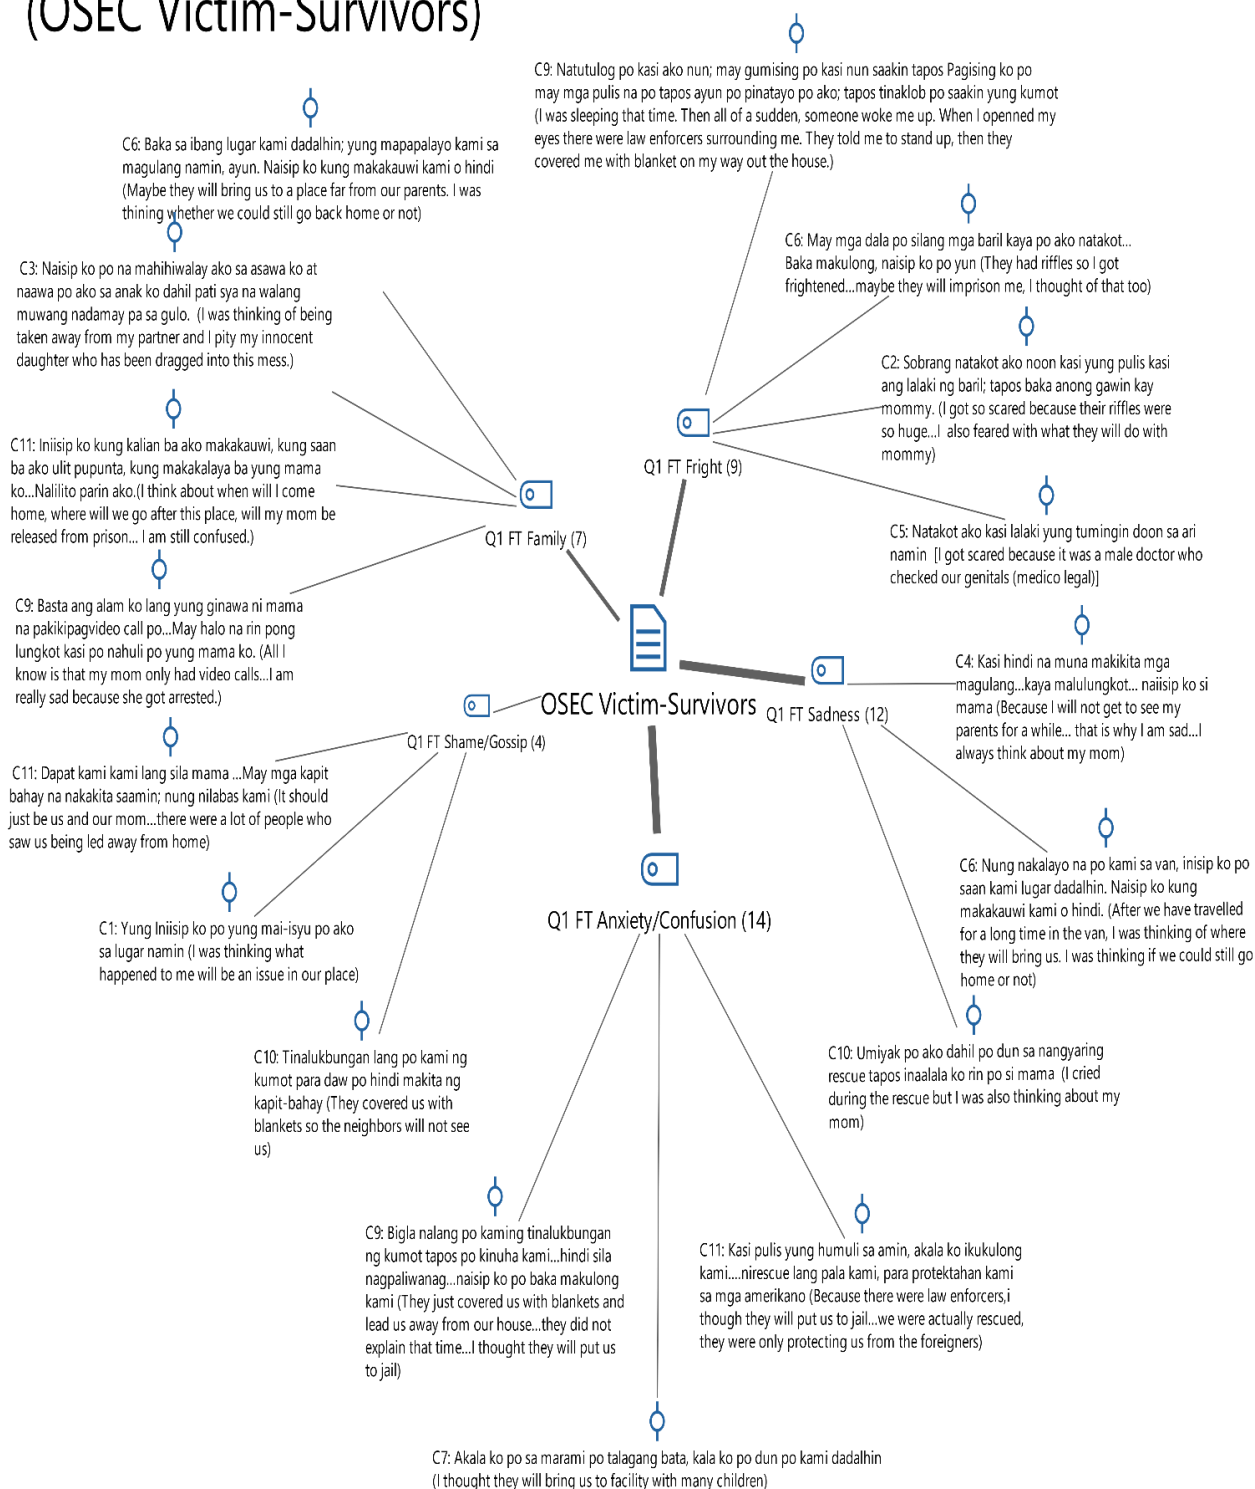 (OSEC Victim-Survivors)
C9: Natutulog po kasi ako nun; may gumising po kasi nun saakin tapos Pagising ko po
may mga pulis na po tapos ayun po pinatayo po ako; tapos tinaklob po saakin yung kumot
(I was sleeping that time. Then all of a sudden, someone woke me up. When I openned my
eyes there were law enforcers surrounding me. They told me to stand up, then they
covered me with blanket on my way out the house.)
C6: Baka sa ibang lugar kami dadalhin; yung mapapalayo kami sa
magulang namin, ayun. Naisip ko kung makakauwi kami o hindi
(Maybe they will bring us to a place far from our parents. I was
thining whether we could still go back home or not)
C6: May mga dala po silang mga baril kaya po ako natakot...
Baka makulong, naisip ko po yun (They had riffles so I got
frightened...maybe they will imprison me, I thought of that too)
C3: Naisip ko po na mahihiwalay ako sa asawa ko at
naawa po ako sa anak ko dahil pati sya na walang
muwang nadamay pa sa gulo.  (I was thinking of being
taken away from my partner and I pity my innocent
daughter who has been dragged into this mess.)
C2: Sobrang natakot ako noon kasi yung pulis kasi
ang lalaki ng baril; tapos baka anong gawin kay
mommy. (I got so scared because their riffles were
so huge...I  also feared with what they will do with
mommy)
C11: Iniisip ko kung kalian ba ako makakauwi, kung saan
ba ako ulit pupunta, kung makakalaya ba yung mama
ko...Nalilito parin ako.(I think about when will I come
home, where will we go after this place, will my mom be
released from prison... I am still confused.)
Q1 FT Fright (9)
Q1 FT Family (7)
C5: Natakot ako kasi lalaki yung tumingin doon sa ari
namin  [I got scared because it was a male doctor who
checked our genitals (medico legal)]
C9: Basta ang alam ko lang yung ginawa ni mama
na pakikipagvideo call po...May halo na rin pong
lungkot kasi po nahuli po yung mama ko. (All I
know is that my mom only had video calls...I am
really sad because she got arrested.)
C4: Kasi hindi na muna makikita mga
magulang...kaya malulungkot... naiisip ko si
mama (Because I will not get to see my
parents for a while... that is why I am sad...I
always think about my mom)
OSEC Victim-Survivors
Q1 FT Sadness (12)
Q1 FT Shame/Gossip (4)
C11: Dapat kami kami lang sila mama ...May mga kapit
bahay na nakakita saamin; nung nilabas kami (It should
just be us and our mom...there were a lot of people who
saw us being led away from home)
C6: Nung nakalayo na po kami sa van, inisip ko po
saan kami lugar dadalhin. Naisip ko kung
makakauwi kami o hindi. (After we have travelled
for a long time in the van, I was thinking of where
they will bring us. I was thinking if we could still go
home or not)
Q1 FT Anxiety/Confusion (14)
C1: Yung Iniisip ko po yung mai-isyu po ako
sa lugar namin (I was thinking what
happened to me will be an issue in our place)
C10: Tinalukbungan lang po kami ng
kumot para daw po hindi makita ng
kapit-bahay (They covered us with
blankets so the neighbors will not see
us)
C10: Umiyak po ako dahil po dun sa nangyaring
rescue tapos inaalala ko rin po si mama  (I cried
during the rescue but I was also thinking about my
mom)
C9: Bigla nalang po kaming tinalukbungan
ng kumot tapos po kinuha kami...hindi sila
nagpaliwanag...naisip ko po baka makulong
kami (They just covered us with blankets and
lead us away from our house...they did not
explain that time...I thought they will put us
to jail)
C11: Kasi pulis yung humuli sa amin, akala ko ikukulong
kami....nirescue lang pala kami, para protektahan kami
sa mga amerikano (Because there were law enforcers,i
though they will put us to jail...we were actually rescued,
they were only protecting us from the foreigners)
C7: Akala ko po sa marami po talagang bata, kala ko po dun po kami dadalhin
(I thought they will bring us to facility with many children)